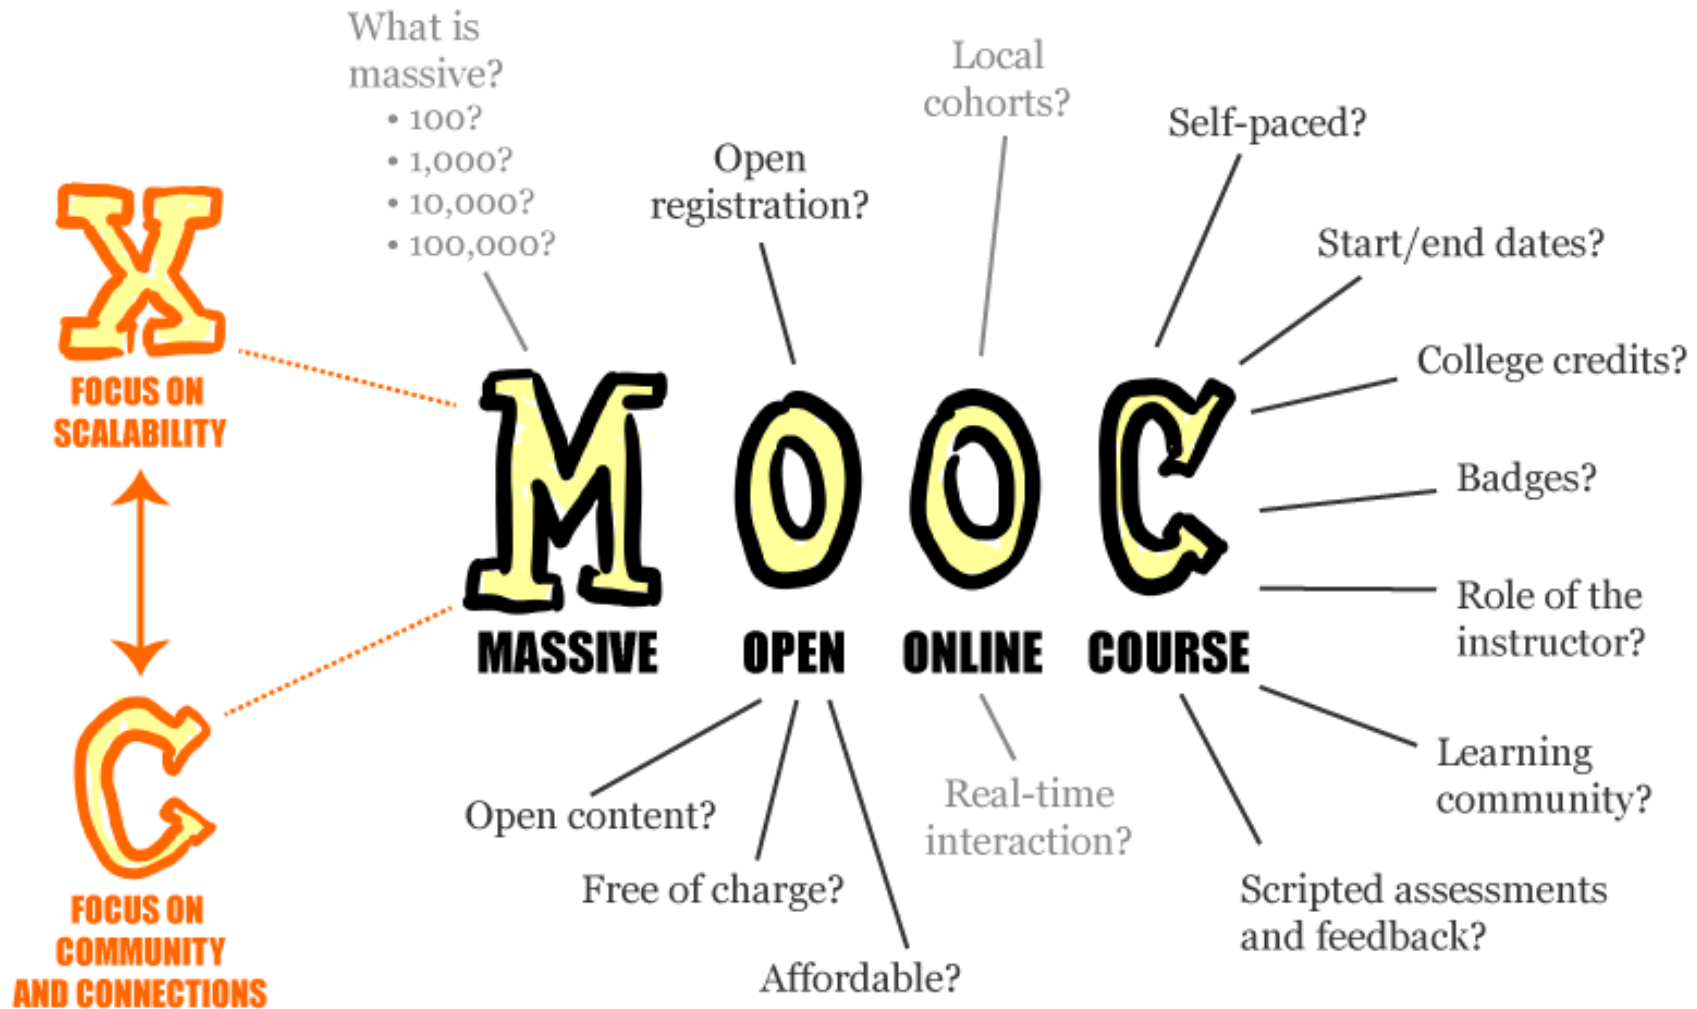 What is
massive?
• 100?
• 1,000?
• 10,000?
• 100,000?
Open
registration?
Local
cohorts?
Self-paced?
Start/end dates?
College credits?
Badges?
Role of the
instructor?
Learning
community?
Scripted assessments
and feedback?
X
FOCUS ON
SCALABILITY
C
FOCUS ON
COMMUNITY
AND CONNECTIONS
MOOC
MASSIVE OPEN ONLINE COURSE
Open content?
Free of charge?
Affordable?
Real-time
interaction?